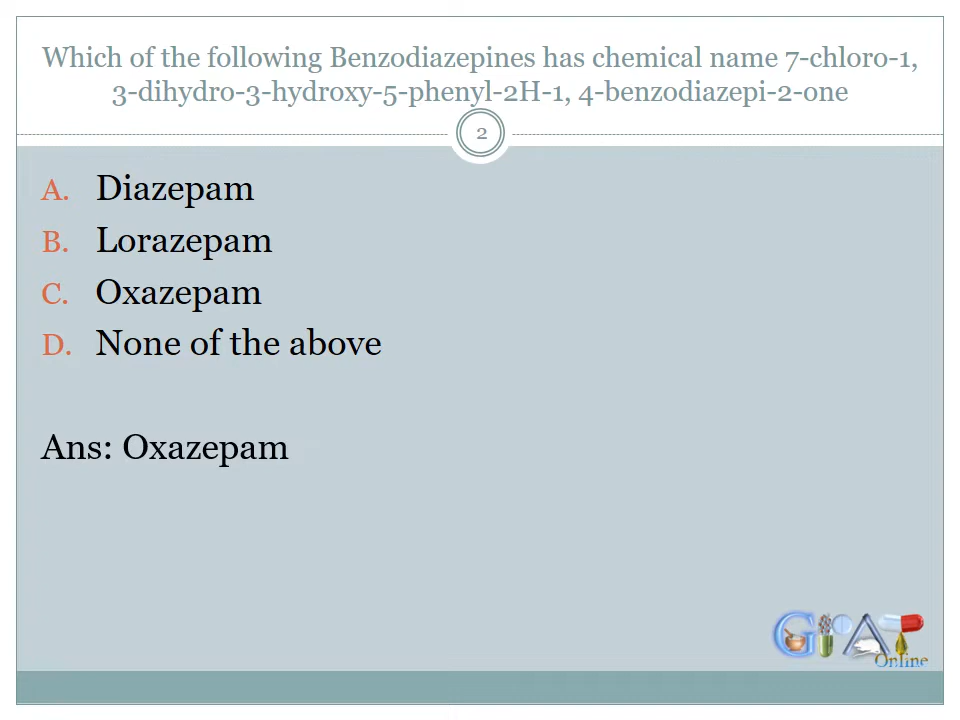 Which of the following Benzodiazepines has chemical name 7-chloro-1,
3-dihydro-3-hydroxy-5-phenyl-2H-1, 4-benzodiazepi-2-one
2
A. Diazepam
B. Lorazepam
C. Oxazepam
D. None of the above
Ans: Oxazepam
Online